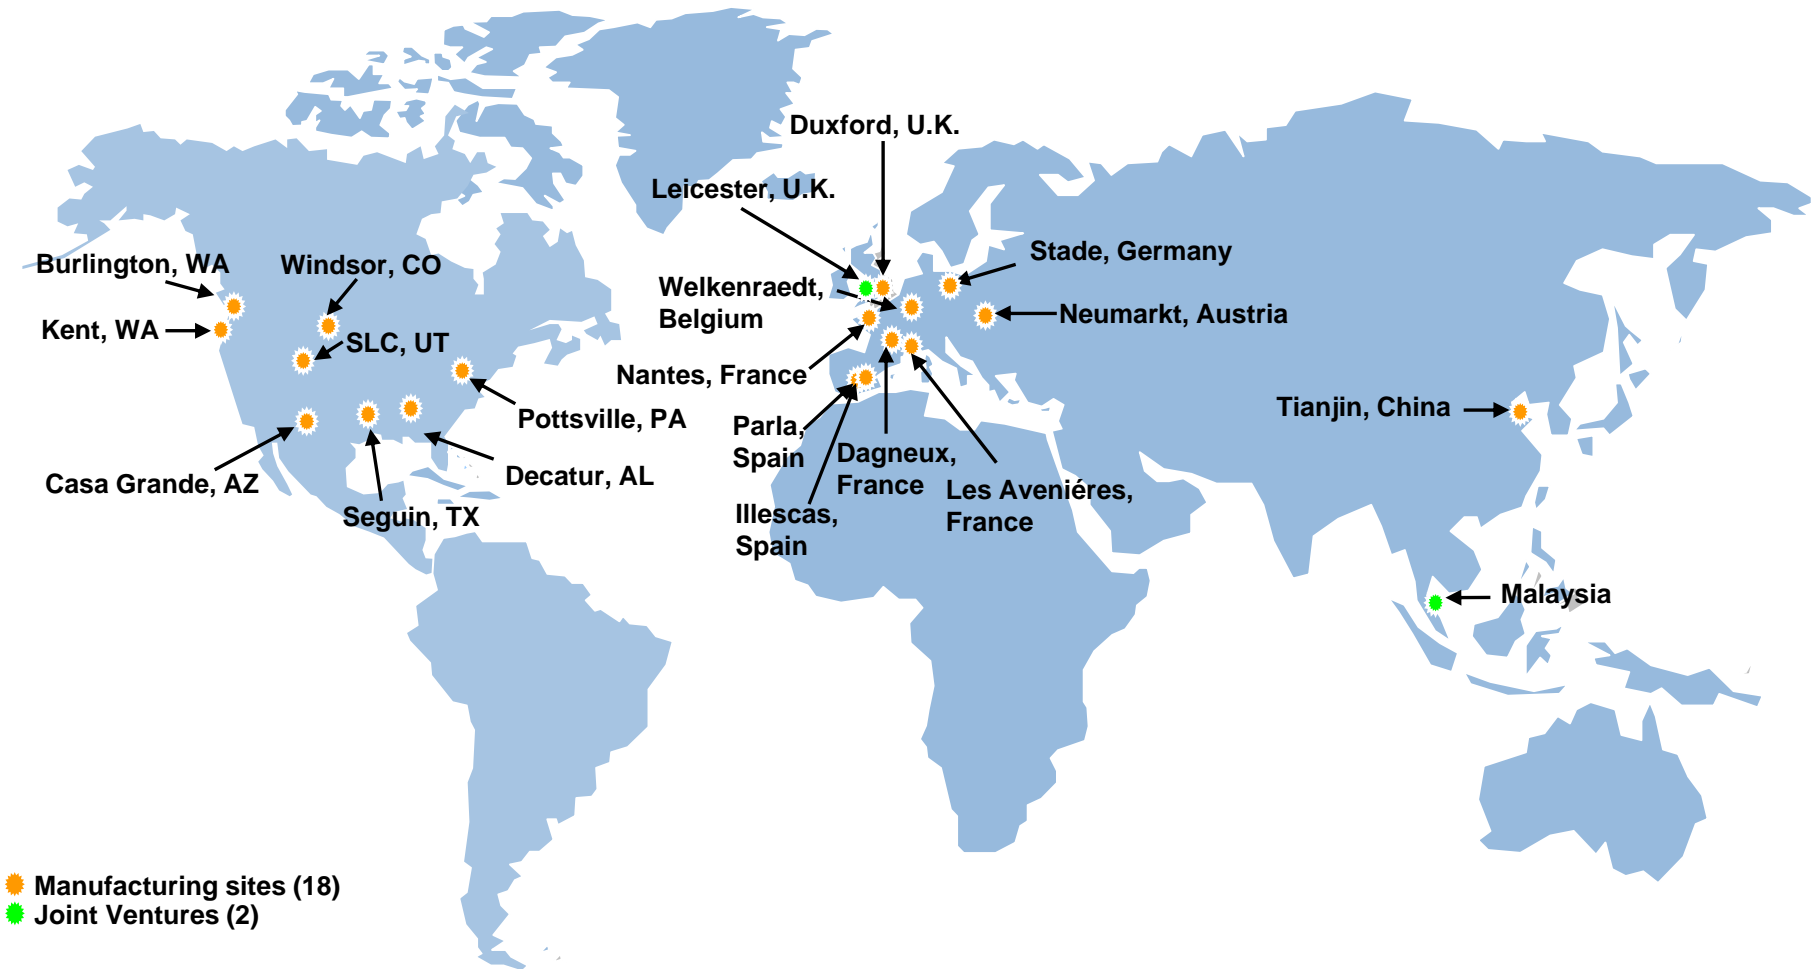 Duxford, U.K.
Leicester, U.K.
Burlington, WA
Windsor, CO
Stade, Germany
Welkenraedt,
Belgium
Kent, WA
SLC, UT
Neumarkt, Austria
Nantes, France
Pottsville, PA
Parla,
Spain
Tianjin, China
Dagneux,
France
Casa Grande, AZ
Decatur, AL
Les Aveniéres,
France
Seguin, TX
Illescas,
Spain
Malaysia
Manufacturing sites (18)
Joint Ventures (2)